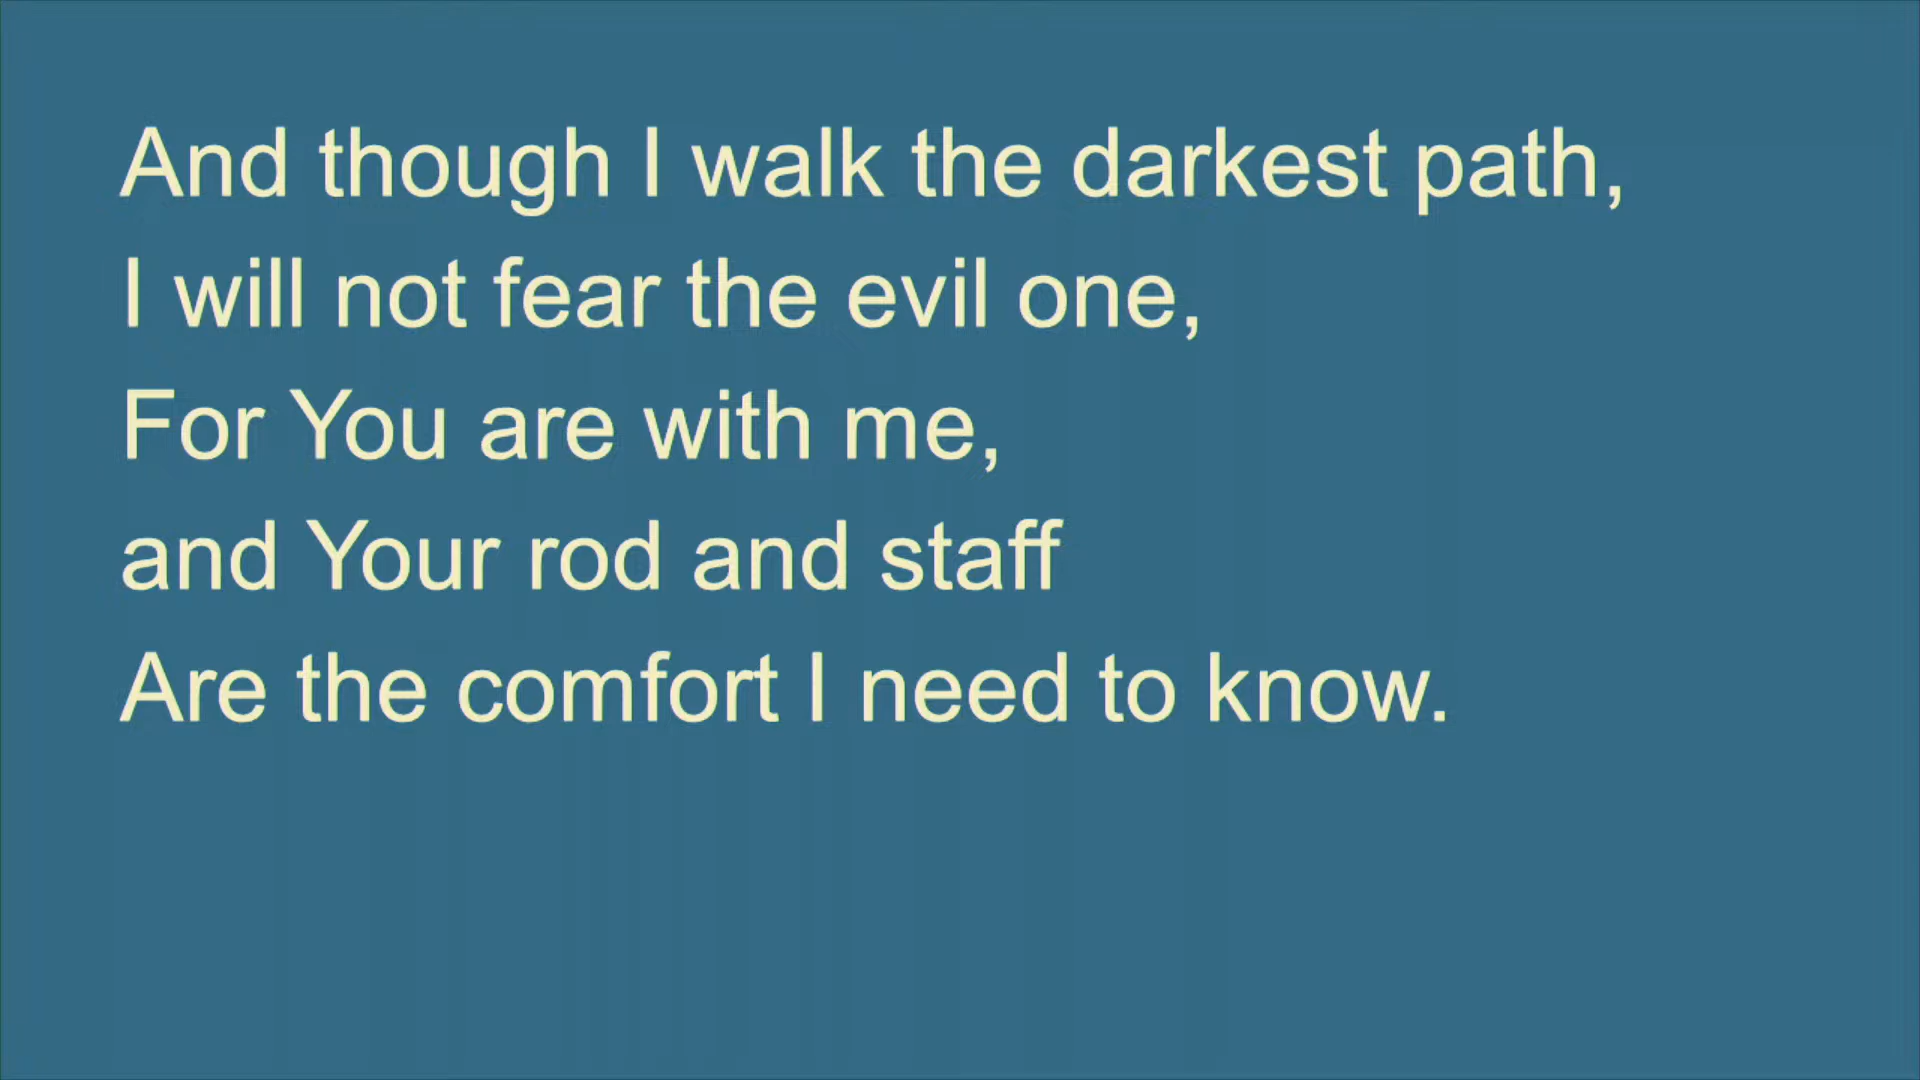 And though I walk the darkest path,
I will not fear the evil one,
For You are with me,
and Your rod and staff
Are the comfort I need to know.